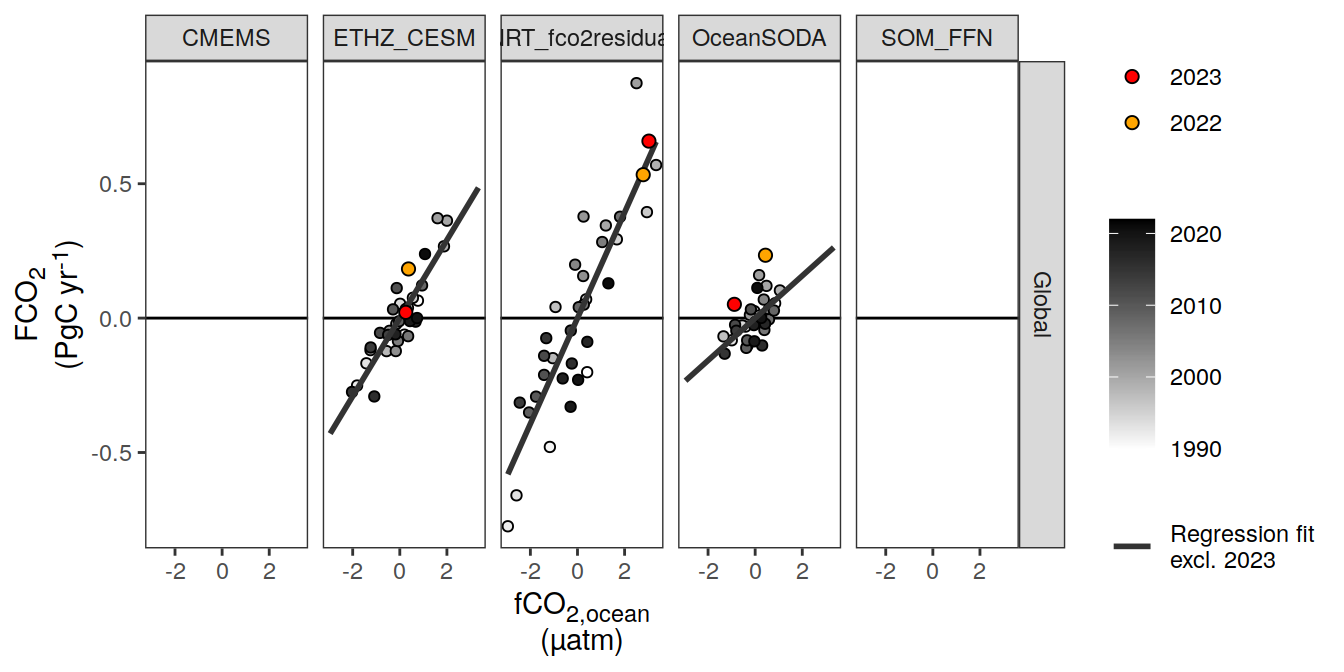 CMEMS
ETHZ_CESM
NRT_fco2residua
OceanSODA
SOM_FFN
Global
FCO2
(PgC yr-1)
0.5
0.0
-0.5
-2 0 2
-2 0 2
-2 0 2
-2 0 2
-2 0 2
fCO2,ocean
(µatm)
2023
2022
2020
2010
2000
1990
Regression fit
excl. 2023